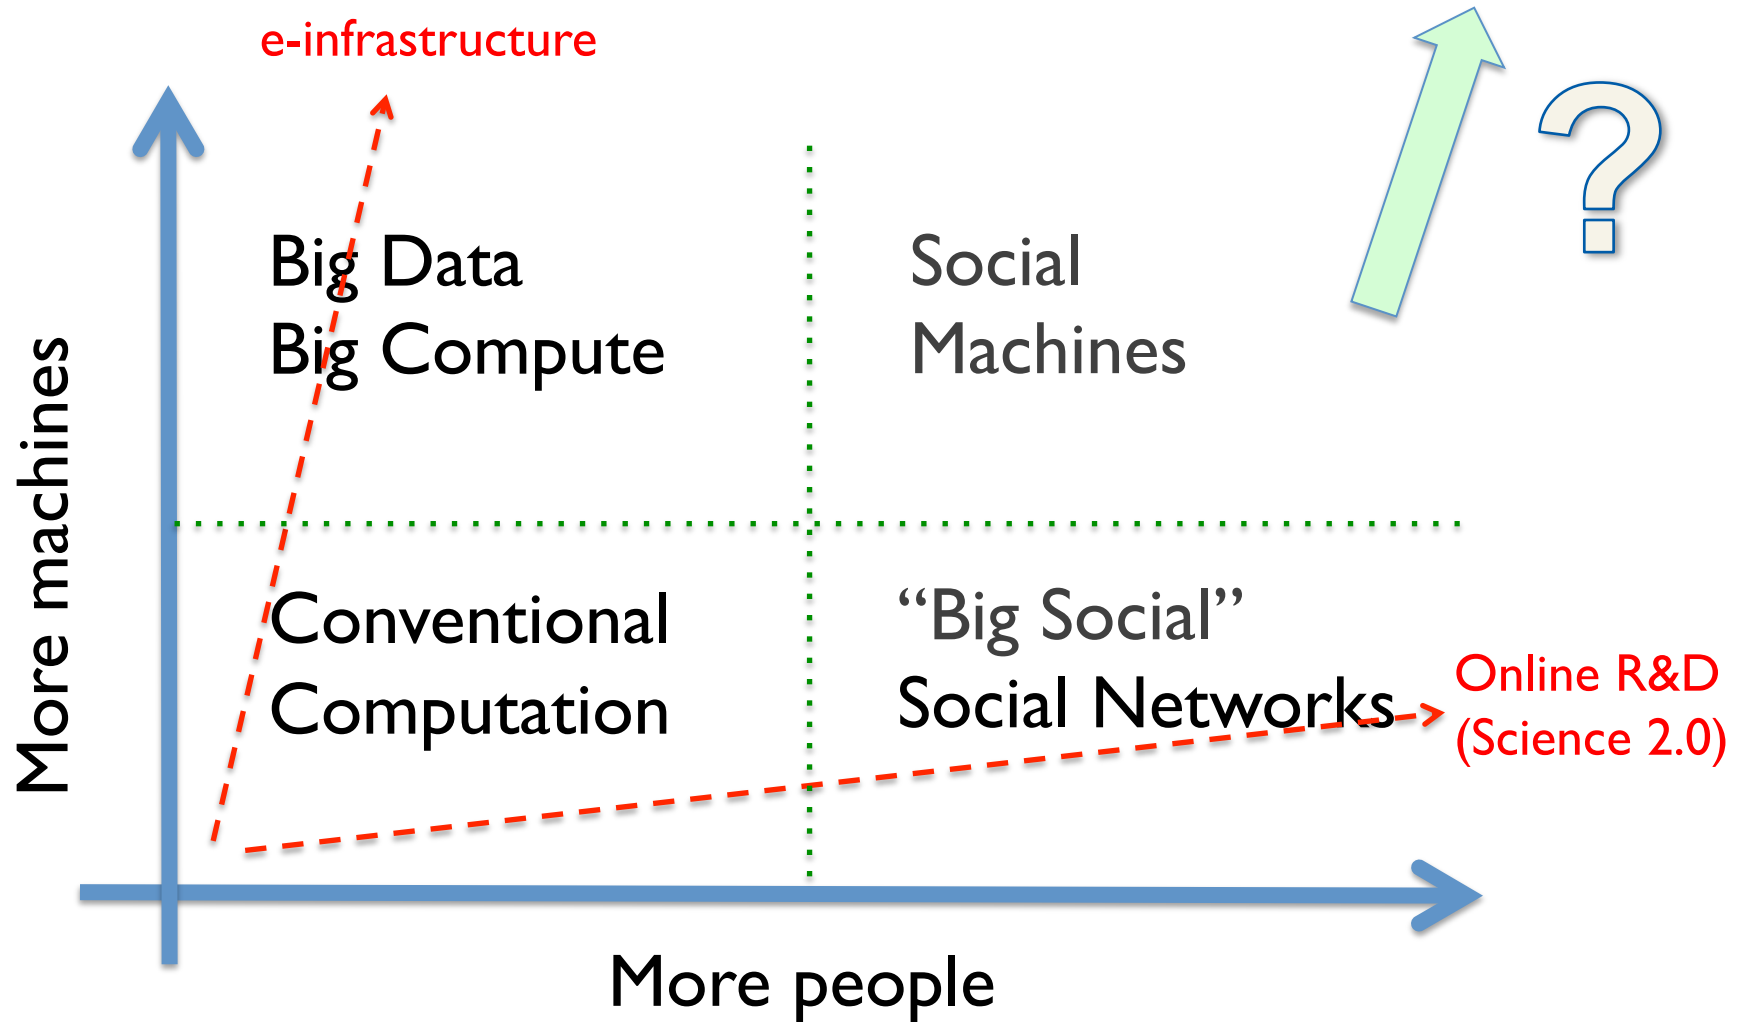 e-infrastructure
?
Big Data
Big Compute
Social
Machines
More machines
Conventional
Computation
“Big Social”
Social Networks
Online R&D
(Science 2.0)
More people